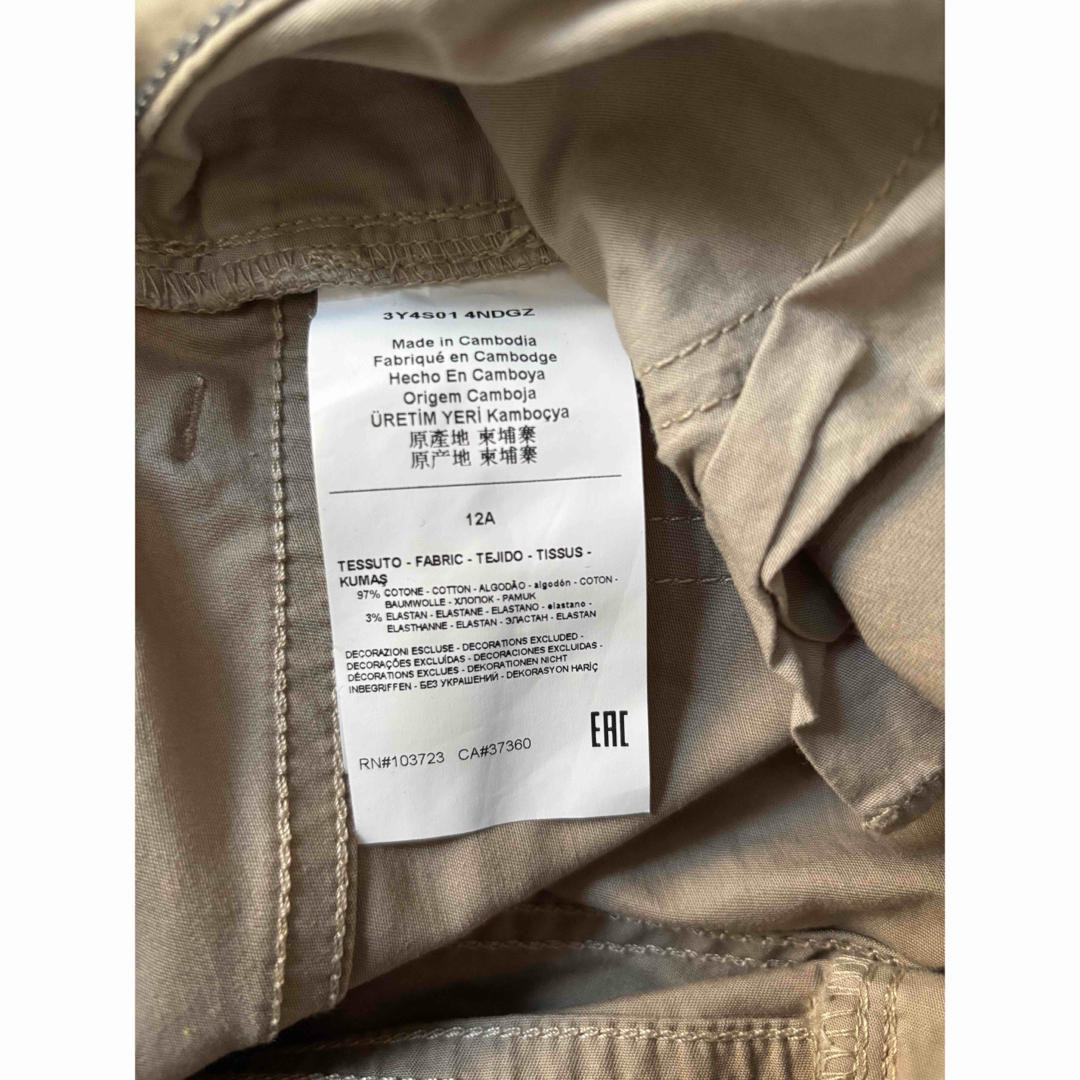 3Y4S01 4NDGZ
Made in Cambodia
Fabriqué en Cambodge
Hecho En Camboya
Origem Camboja
ÜRETİM YERİ Kamboçya
原產地 柬埔寨
原产地 柬埔寨
12A
TESSUTO - FABRIC - TEJIDO - TISSUS -
KUMAŞ
97% COTONE - COTTON - ALGODÃO - algodón - COTON -
BAUMWOLLE - ХЛОПОК - PAMUK
3% ELASTAN - ELASTANE - ELASTANO - elastano -
ELASTHANNE - ELASTAN - ЭЛАСТАН - ELASTAN
DECORAZIONI ESCLUSE - DECORATIONS EXCLUDED -
DECORAÇÕES EXCLUÍDAS - DECORACIONES EXCLUIDAS -
DÉCORATIONS EXCLUES - DEKORATIONEN NICHT
INBEGRIFFEN - БЕЗ УКРАШЕНИЙ - DEKORASYON HARİÇ
EAC
RN#103723 CA#37360